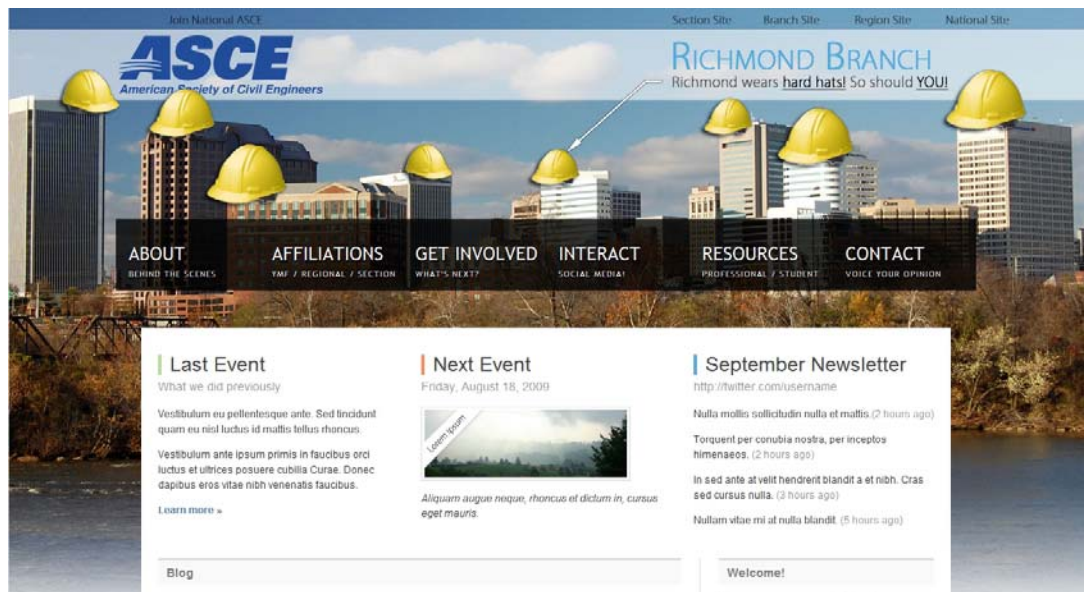 Join National ASCE
Section Site Branch Site Region Site National Site
ASCE
American Society of Civil Engineers
RICHMOND BRANCH
Richmond wears hard hats! So should YOU!
ABOUT
BEHIND THE SCENES
AFFILIATIONS
YMF / REGIONAL / SECTION
GET INVOLVED
WHAT'S NEXT?
INTERACT
SOCIAL MEDIA!
RESOURCES
PROFESSIONAL / STUDENT
CONTACT
VOICE YOUR OPINION
Last Event
What we did previously
Vestibulum eu pellentesque ante. Sed tincidunt
quam eu nisl luctus id mattis tellus rhoncus.
Vestibulum ante ipsum primis in faucibus orci
luctus et ultrices posuere cubilia Curae. Donec
dapibus eros vitae nibh venenatis faucibus.
Learn more »
Next Event
Friday, August 18, 2009
Lorem ipsum
Aliquam augue neque, rhoncus et dictum in, cursus
eget mauris.
September Newsletter
http://twitter.com/username
Nulla mollis sollicitudin nulla et mattis.(2 hours ago)
Torquent per conubia nostra, per inceptos
himenaeos. (2 hours ago)
In sed ante at velit hendrerit blandit a et nibh. Cras
sed cursus nulla. (3 hours ago)
Nullam vitae mi at nulla blandit. (5 hours ago)
Blog
Welcome!